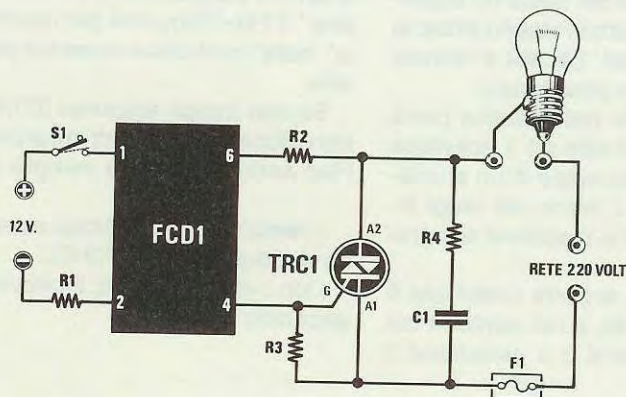 S1
12 V.
R1
1
2
FCD1
6
4
R2
TRC1
A2
G
A1
R3
R4
C1
RETE 220 VOLT
F1